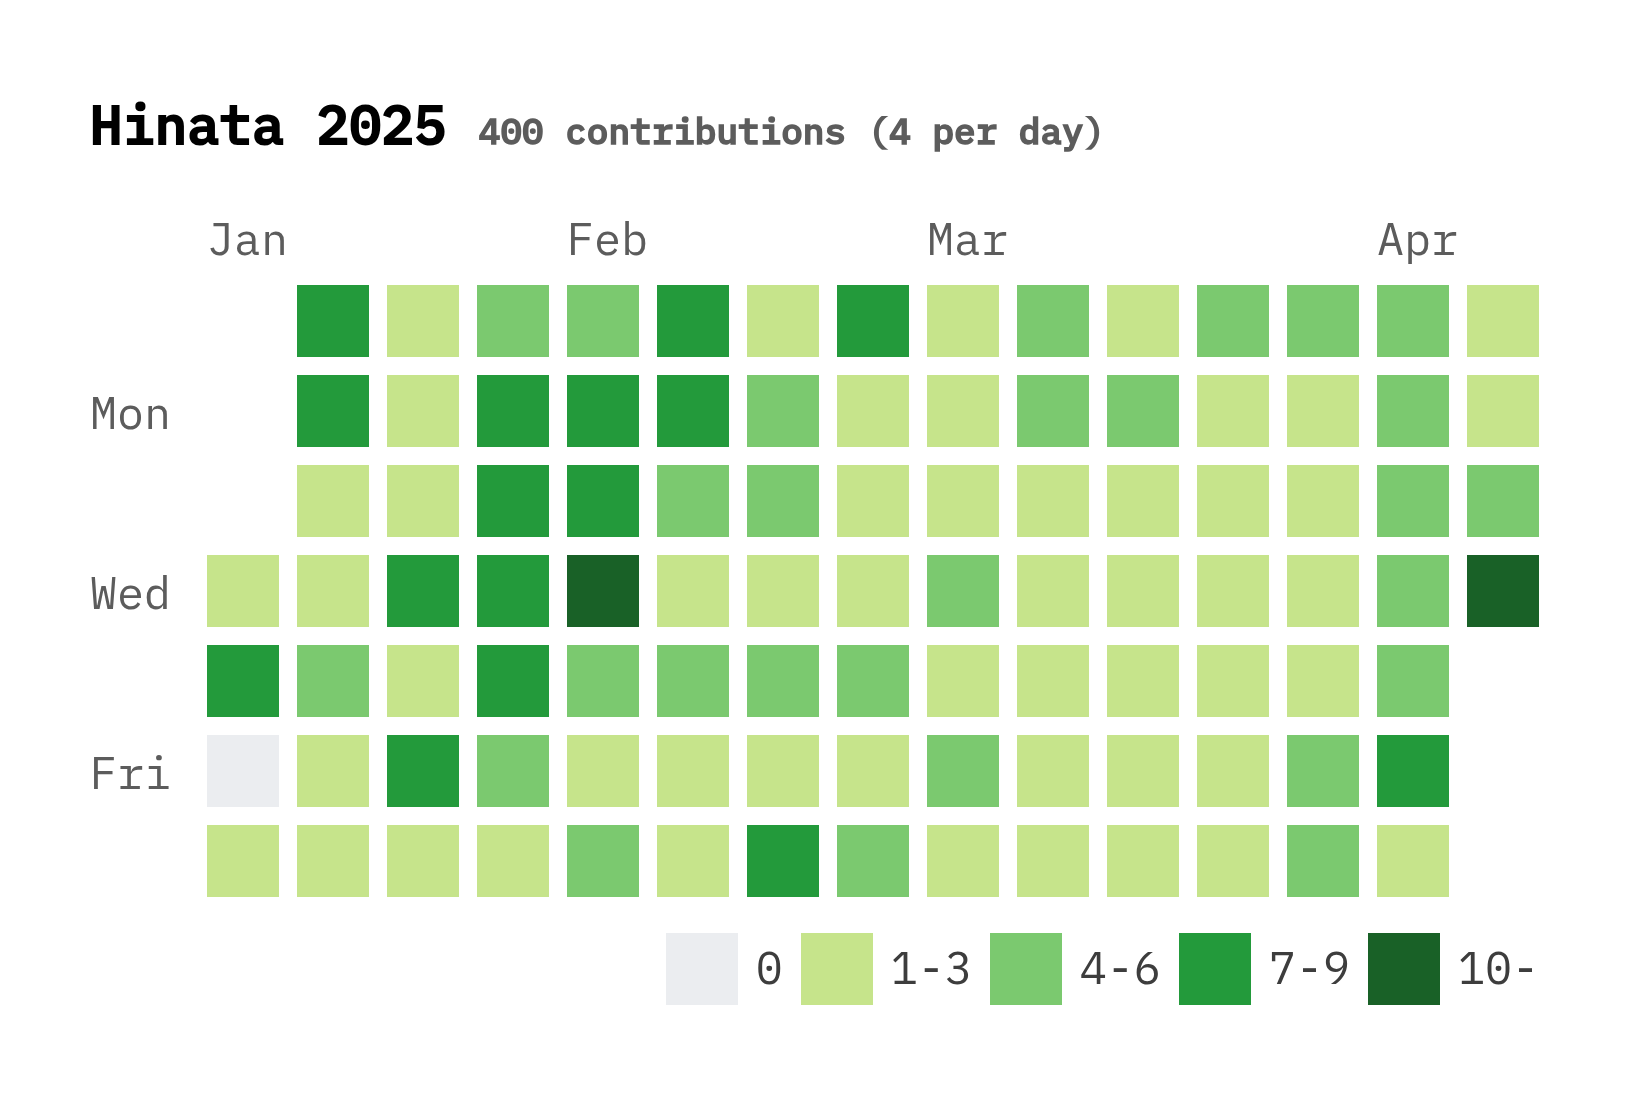 Hinata 2025 400 contributions (4 per day)
Jan Feb Mar Apr
Mon
Wed
Fri
0 1-3 4-6 7-9 10-